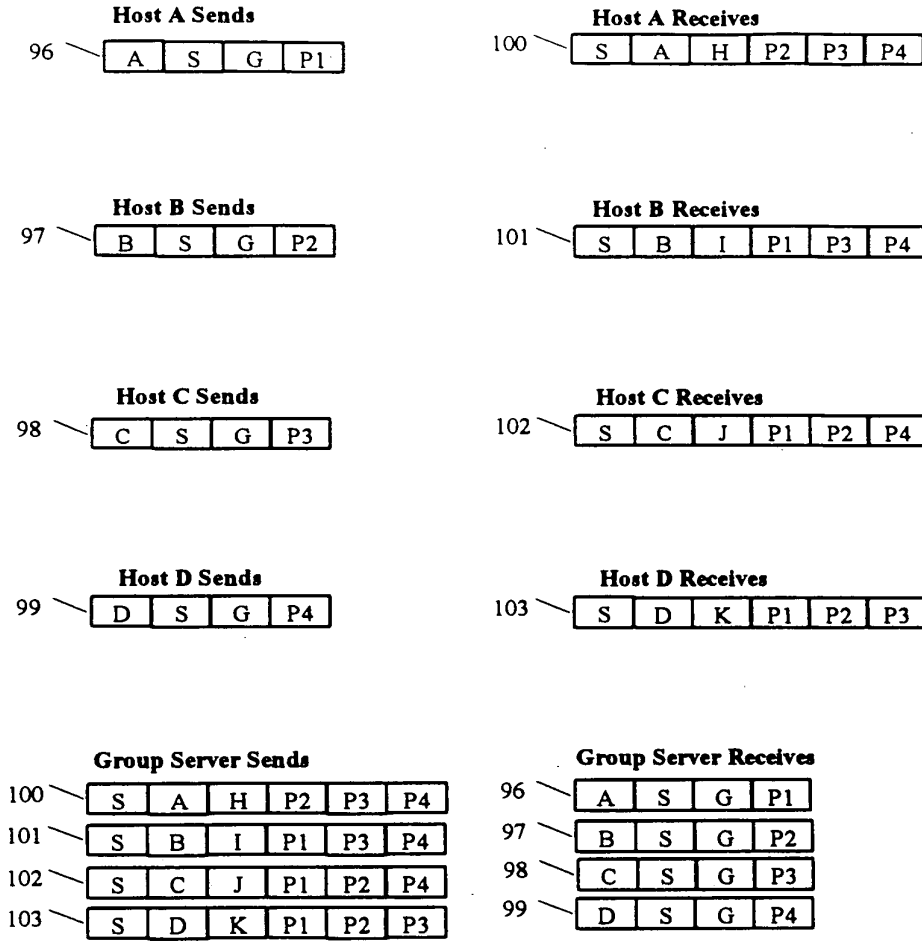 Host A Sends
96 A S G P1
Host A Receives
100 S A H P2 P3 P4
Host B Sends
97 B S G P2
Host B Receives
101 S B I P1 P3 P4
Host C Sends
98 C S G P3
Host C Receives
102 S C J P1 P2 P4
Host D Sends
99 D S G P4
Host D Receives
103 S D K P1 P2 P3
Group Server Sends
100 S A H P2 P3 P4
101 S B I P1 P3 P4
102 S C J P1 P2 P4
103 S D K P1 P2 P3
Group Server Receives
96 A S G P1
97 B S G P2
98 C S G P3
99 D S G P4